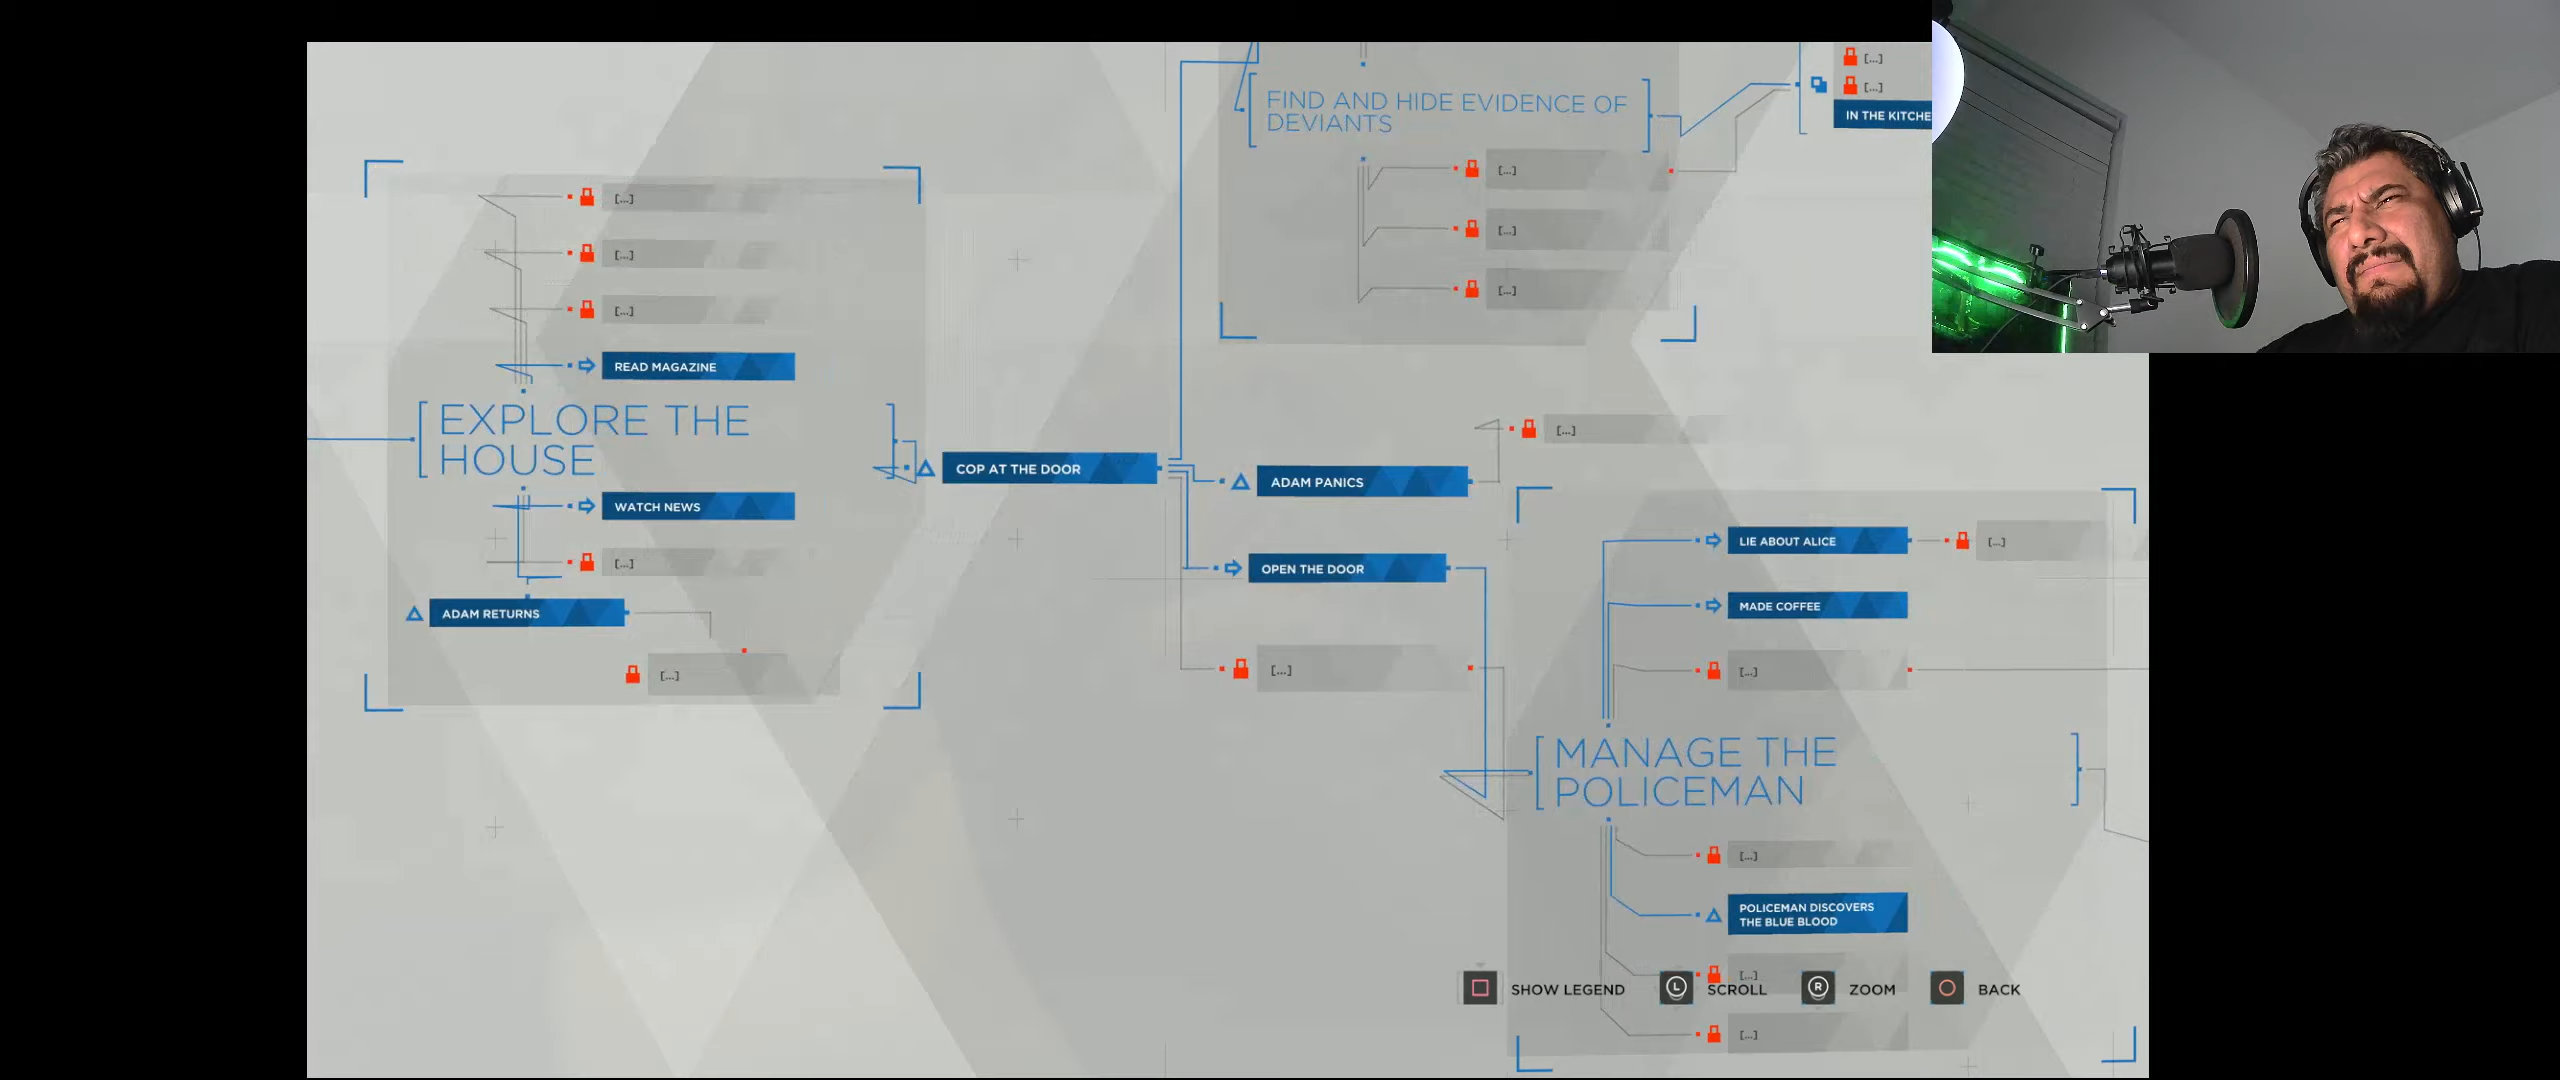 [...]
[...]
IN THE KITCHE
FIND AND HIDE EVIDENCE OF
DEVIANTS
[...]
[...]
[...]
[...]
[...]
[...]
READ MAGAZINE
EXPLORE THE
HOUSE
WATCH NEWS
[...]
ADAM RETURNS
[...]
COP AT THE DOOR
[...]
ADAM PANICS
OPEN THE DOOR
[...]
LIE ABOUT ALICE
[...]
MADE COFFEE
[...]
MANAGE THE
POLICEMAN
[...]
POLICEMAN DISCOVERS
THE BLUE BLOOD
[...]
L
R
SHOW LEGEND
SCROLL
ZOOM
BACK
[...]